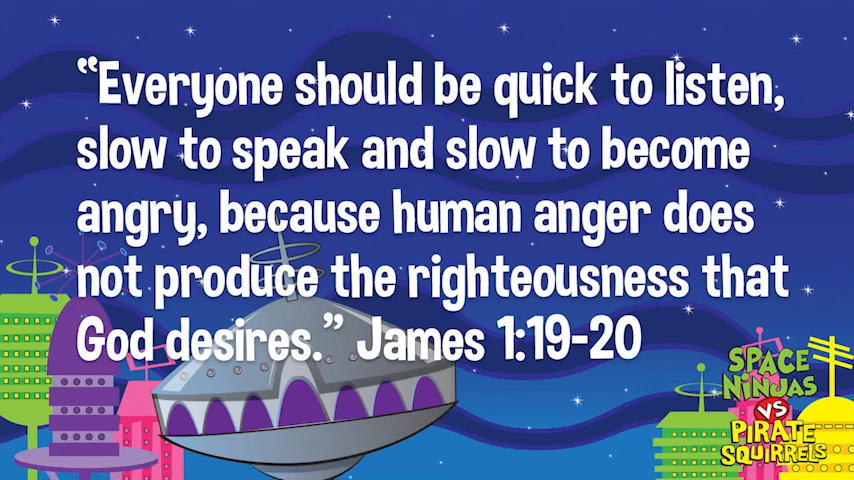 “Everyone should be quick to listen,
slow to speak and slow to become
angry, because human anger does
not produce the righteousness that
God desires.” James 1:19-20
SPACE
NiNJAS
VS
PiRATE
SQUIRRELS